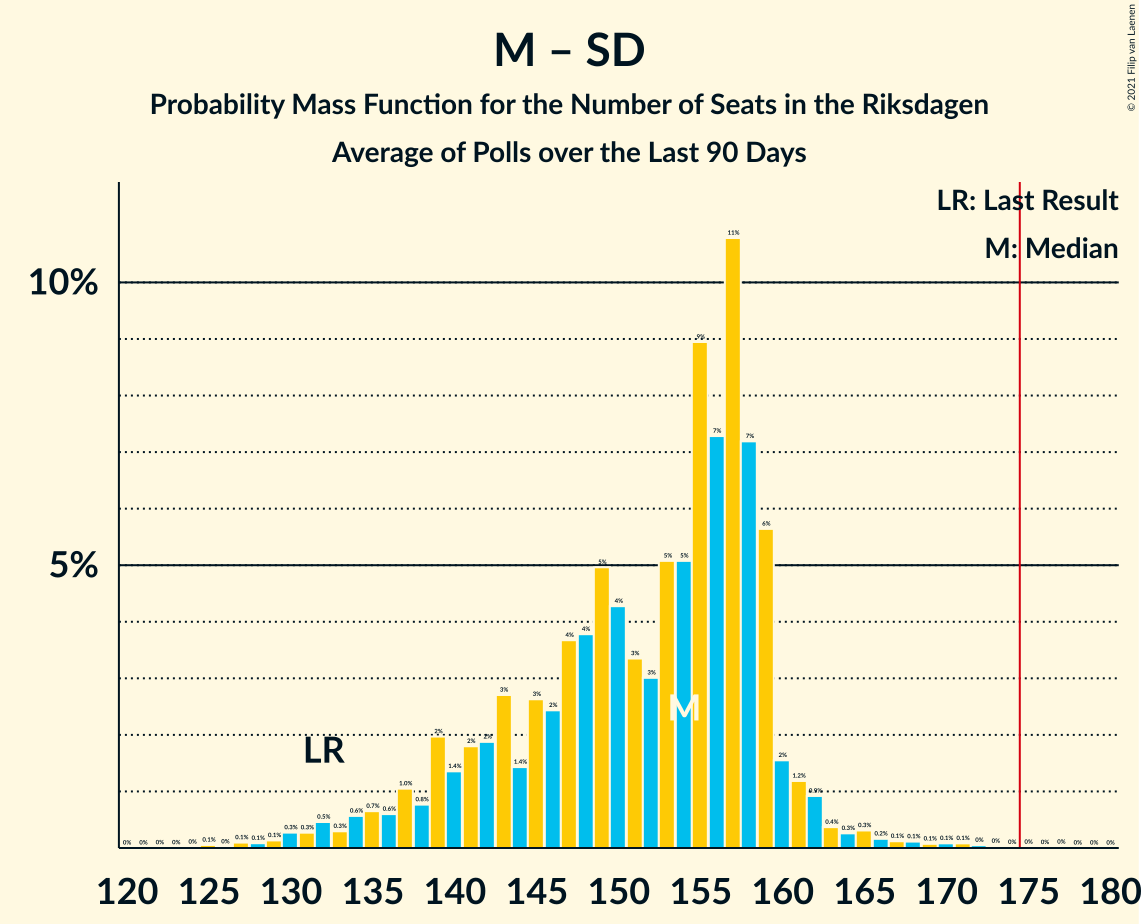 © 2021 Filip van Laenen
M – SD
Probability Mass Function for the Number of Seats in the Riksdagen
Average of Polls over the Last 90 Days
LR: Last Result
M: Median
10%
5%
LR
M
0% 0% 0% 0% 0% 0.1% 0% 0.1% 0.1% 0.1% 0.3% 0.3% 0.5% 0.3% 0.6% 0.7% 0.6% 1.0% 0.8% 2% 1.4% 2% 2% 3% 1.4% 3% 2% 4% 4% 5% 4% 3% 3% 5% 5% 9% 7% 11% 7% 6% 2% 1.2% 0.9% 0.4% 0.3% 0.3% 0.2% 0.1% 0.1% 0.1% 0.1% 0.1% 0% 0% 0% 0% 0% 0% 0% 0% 0%
120 125 130 135 140 145 150 155 160 165 170 175 180